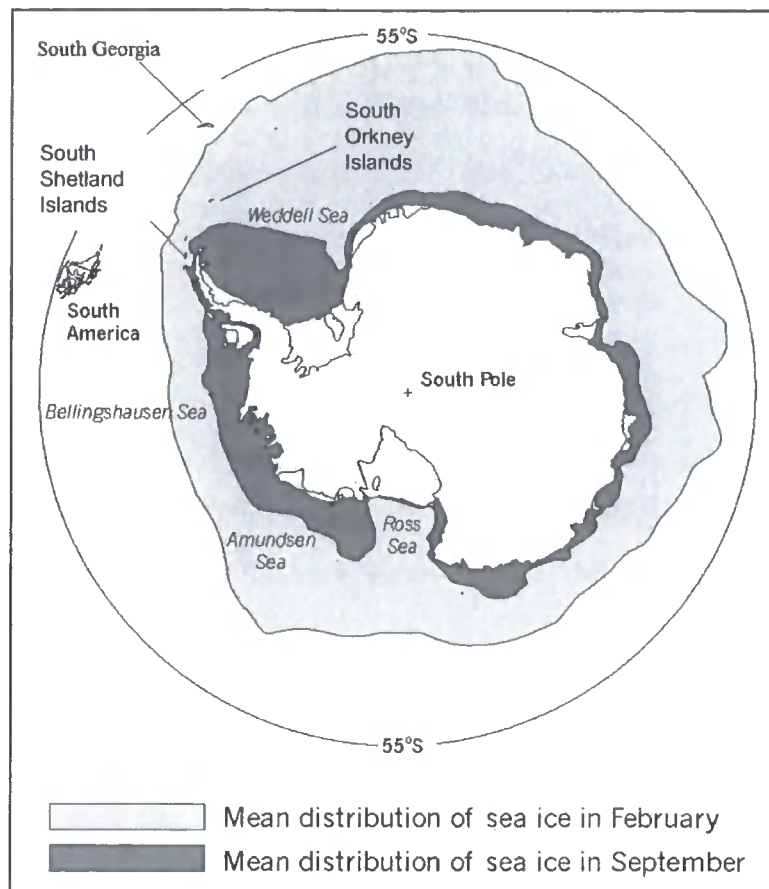 55°S
South Georgia
South
Orkney
Islands
South
Shetland
Islands
Weddell Sea
South
America
South Pole
Bellingshausen Sea
Amundsen
Sea
Ross
Sea
55°S
Mean distribution of sea ice in February
Mean distribution of sea ice in September